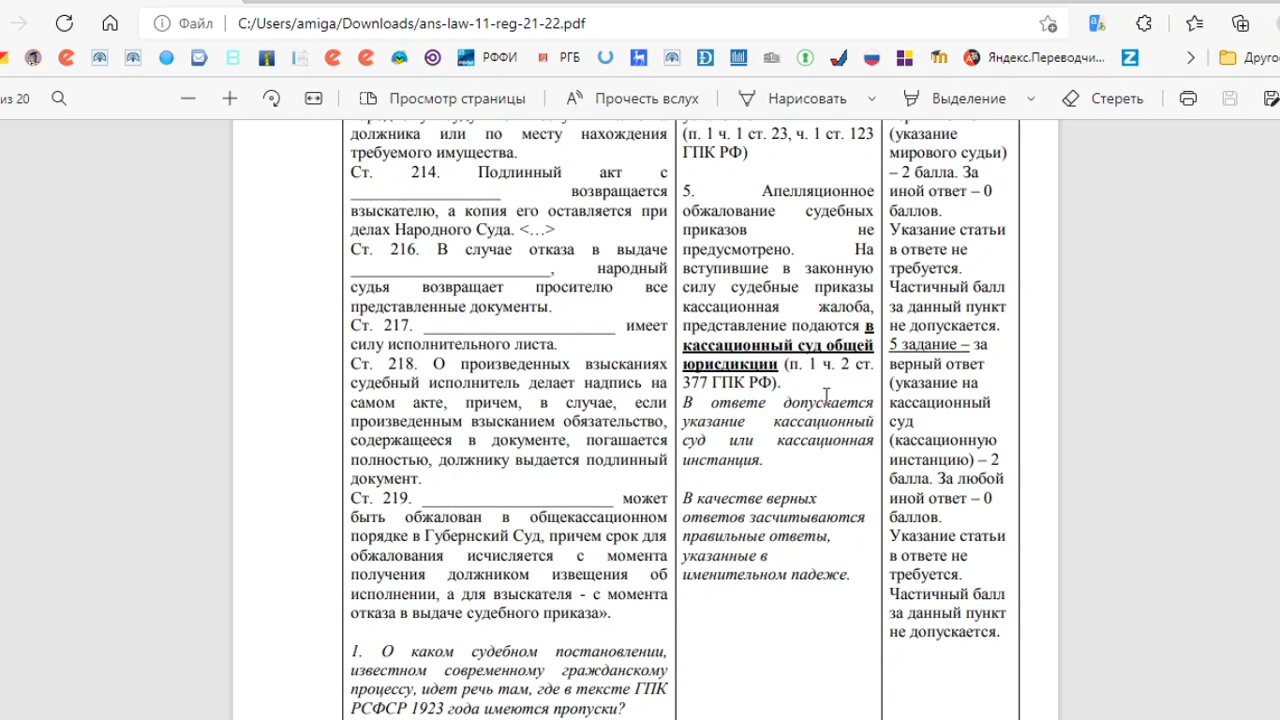 Файл
C:/Users/amiga/Downloads/ans-law-11-reg-21-22.pdf
РФФИ
РГБ
Яндекс.Переводчи...
Друго
из 20
Просмотр страницы
Прочесть вслух
Нарисовать
Выделение
Стереть
должника или по месту нахождения
требуемого имущества.
Ст. 214. Подлинный акт с
____________________ возвращается
взыскателю, а копия его оставляется при
делах Народного Суда. <…>
Ст. 216. В случае отказа в выдаче
___________________________, народный
судья возвращает просителю все
представленные документы.
Ст. 217. __________________________ имеет
силу исполнительного листа.
Ст. 218. О произведенных взысканиях
судебный исполнитель делает надпись на
самом акте, причем, в случае, если
произведенным взысканием обязательство,
содержащееся в документе, погашается
полностью, должнику выдается подлинный
документ.
Ст. 219. __________________________ может
быть обжалован в общекассационном
порядке в Губернский Суд, причем срок для
обжалования исчисляется с момента
получения должником извещения об
исполнении, а для взыскателя - с момента
отказа в выдаче судебного приказа».
1. О каком судебном постановлении,
известном современному гражданскому
процессу, идет речь там, где в тексте ГПК
РСФСР 1923 года имеются пропуски?
(п. 1 ч. 1 ст. 23, ч. 1 ст. 123
ГПК РФ)
5. Апелляционное
обжалование судебных
приказов не
предусмотрено. На
вступившие в законную
силу судебные приказы
кассационная жалоба,
представление подаются в
кассационный суд общей
юрисдикции (п. 1 ч. 2 ст.
377 ГПК РФ).
В ответе допускается
указание кассационный
суд или кассационная
инстанция.
В качестве верных
ответов засчитываются
правильные ответы,
указанные в
именительном падеже.
(указание
мирового судьи)
– 2 балла. За
иной ответ – 0
баллов.
Указание статьи
в ответе не
требуется.
Частичный балл
за данный пункт
не допускается.
5 задание – за
верный ответ
(указание на
кассационный
суд
(кассационную
инстанцию) – 2
балла. За любой
иной ответ – 0
баллов.
Указание статьи
в ответе не
требуется.
Частичный балл
за данный пункт
не допускается.